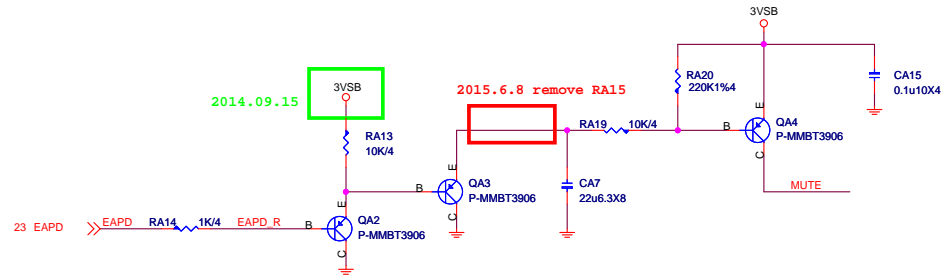 3VSB
3VSB
2014.09.15
2015.6.8 remove RA15
RA20
220K1%4
CA15
0.1u10X4
RA13
10K/4
RA19
10K/4
E
B
QA4
P-MMBT3906
C
MUTE
E
B
QA3
P-MMBT3906
C
CA7
22u6.3X8
23 EAPD
EAPD
RA14
1K/4
EAPD_R
E
B
QA2
P-MMBT3906
C